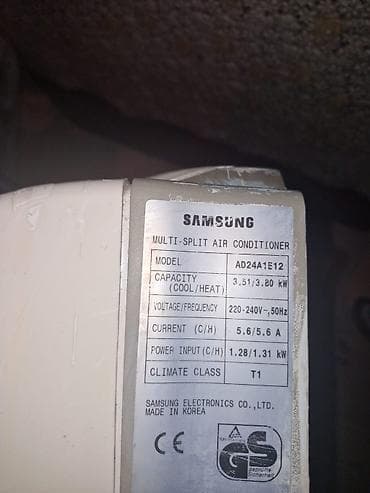 SAMSUNG
MULTI-SPLIT AIR CONDITIONER
MODEL AD24A1E12
CAPACITY (COOL/HEAT) 3.51/3.80 kW
VOLTAGE/FREQUENCY 220-240V~,50Hz
CURRENT (C/H) 5.6/5.6 A
POWER INPUT(C/H) 1.28/1.31 kW
CLIMATE CLASS T1
SAMSUNG ELECTRONICS CO.,LTD.
MADE IN KOREA
CE
GS
geprüfte
Sicherheit